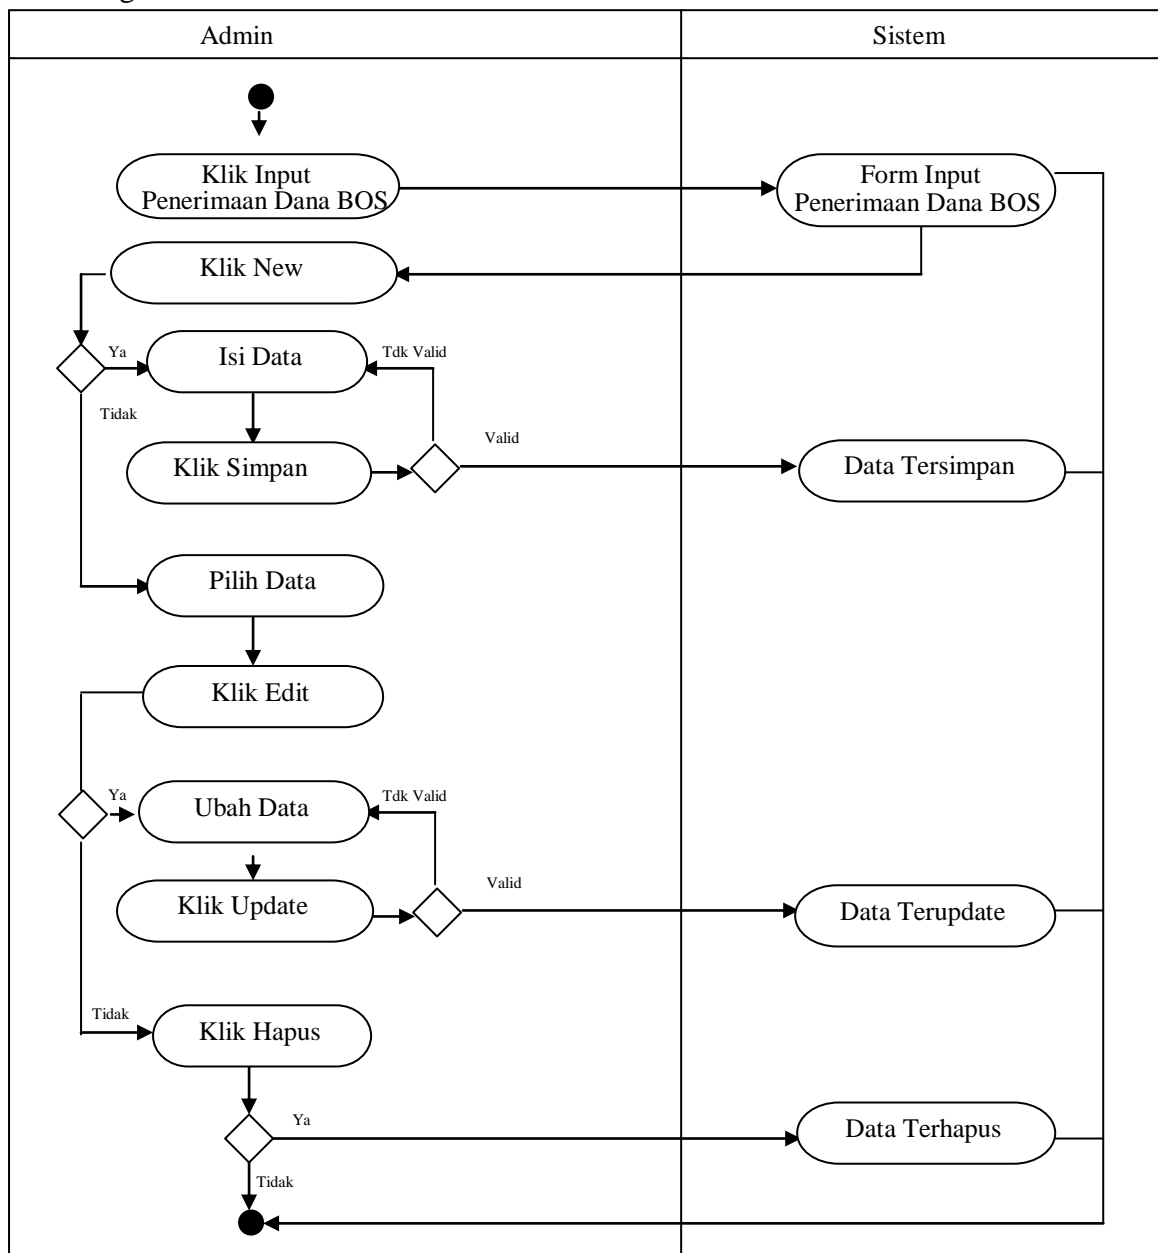 Admin
Sistem
Klik Input
Penerimaan Dana BOS
Form Input
Penerimaan Dana BOS
Klik New
Ya
Isi Data
Tdk Valid
Tidak
Klik Simpan
Valid
Data Tersimpan
Pilih Data
Klik Edit
Ya
Ubah Data
Tdk Valid
Klik Update
Valid
Data Terupdate
Tidak
Klik Hapus
Ya
Data Terhapus
Tidak